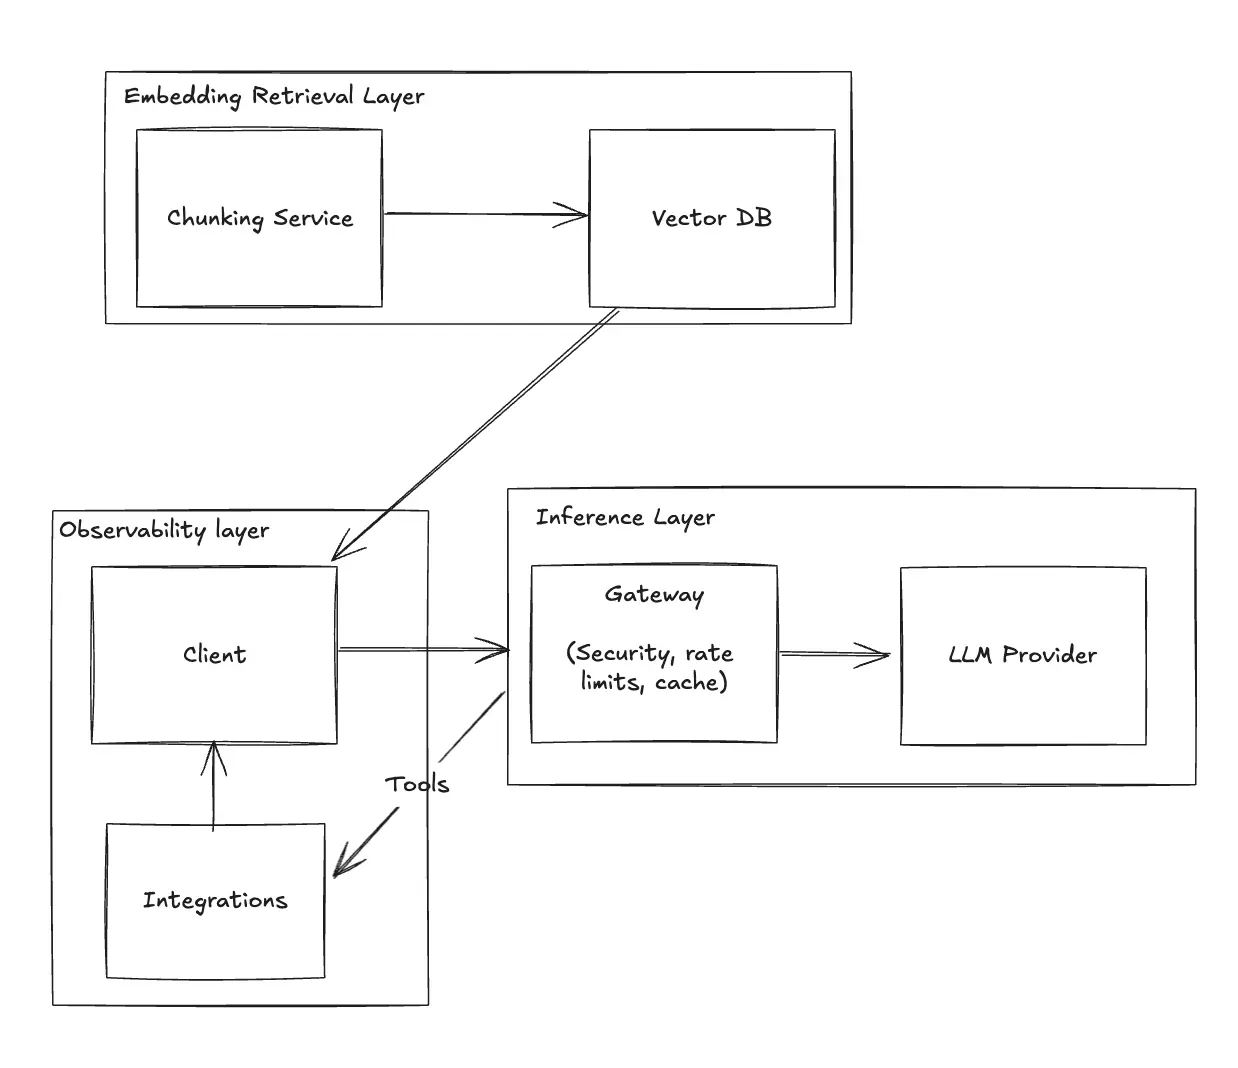 Embedding Retrieval Layer
Chunking Service
Vector DB
Observability layer
Client
Integrations
Tools
Inference Layer
Gateway
(Security, rate
limits, cache)
LLM Provider